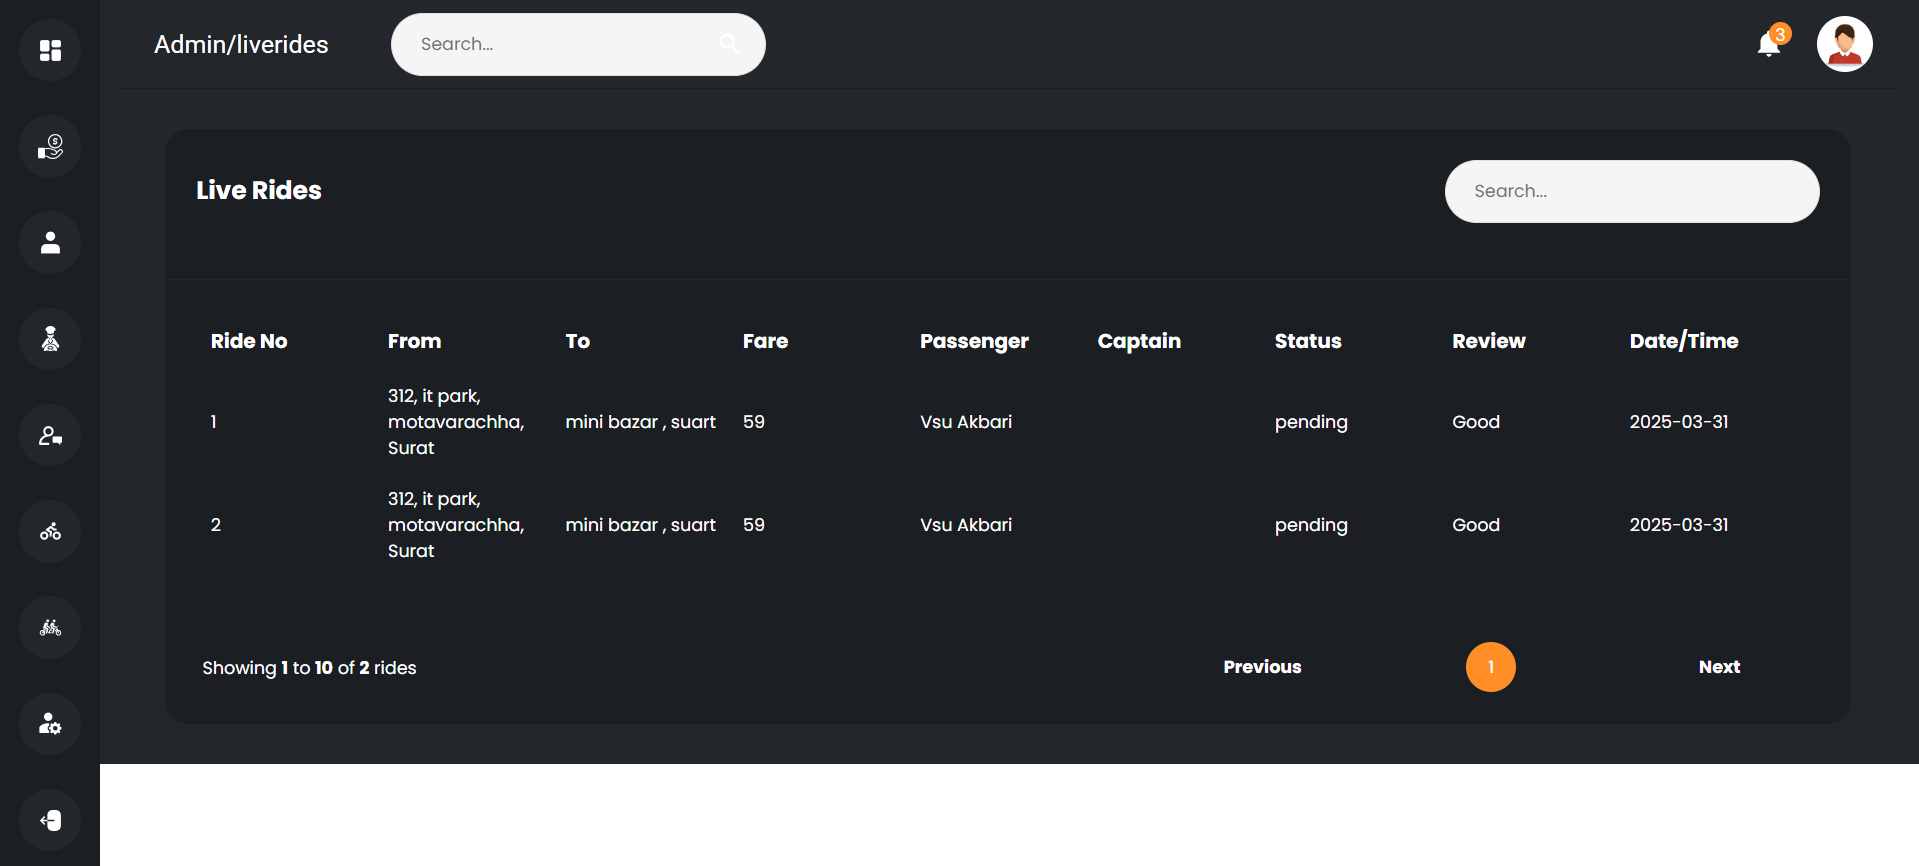 Admin/liverides
Search...
3
Live Rides
Search...
Ride No From To Fare Passenger Captain Status Review Date/Time
312, it park,
1 motavarachha, mini bazar , suart 59 Vsu Akbari pending Good 2025-03-31
Surat
312, it park,
2 motavarachha, mini bazar , suart 59 Vsu Akbari pending Good 2025-03-31
Surat
Showing 1 to 10 of 2 rides
Previous 1 Next